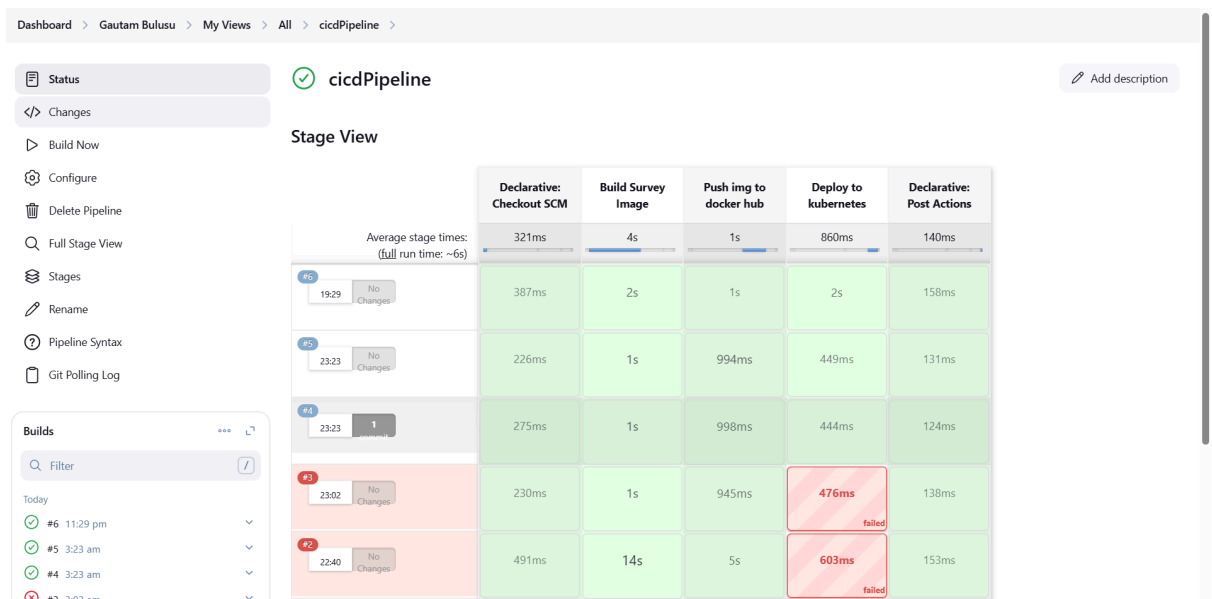 Dashboard > Gautam Bulusu > My Views > All > cicdPipeline >
Status
Changes
Build Now
Configure
Delete Pipeline
Full Stage View
Stages
Rename
Pipeline Syntax
Git Polling Log
Builds
Filter /
Today
#6 11:29 pm
#5 3:23 am
#4 3:23 am
cicdPipeline
Add description
Stage View
Declarative: Checkout SCM
Build Survey Image
Push img to docker hub
Deploy to kubernetes
Declarative: Post Actions
Average stage times:
(full run time: ~6s)
321ms 4s 1s 860ms 140ms
#6
19:29 No Changes
387ms 2s 1s 2s 158ms
#5
23:23 No Changes
226ms 1s 994ms 449ms 131ms
#4
23:23 1 commit
275ms 1s 998ms 444ms 124ms
#3
23:02 No Changes
230ms 1s 945ms 476ms failed 138ms
#2
22:40 No Changes
491ms 14s 5s 603ms failed 153ms